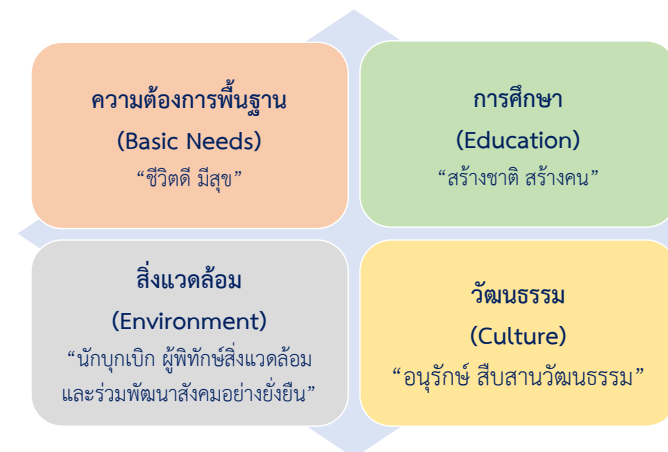 ความต้องการพื้นฐาน
(Basic Needs)
“ชีวิตดี มีสุข”
การศึกษา
(Education)
“สร้างชาติ สร้างคน”
สิ่งแวดล้อม
(Environment)
“นักบุกเบิก ผู้พิทักษ์สิ่งแวดล้อม
และร่วมพัฒนาสังคมอย่างยั่งยืน”
วัฒนธรรม
(Culture)
“อนุรักษ์ สืบสานวัฒนธรรม”